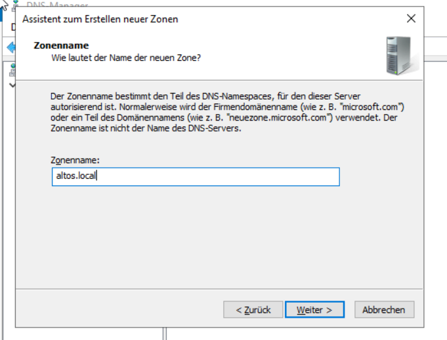 DNS-Manager
Assistent zum Erstellen neuer Zonen
Zonenname
Wie lautet der Name der neuen Zone?
Der Zonenname bestimmt den Teil des DNS-Namespaces, für den dieser Server
autorisierend ist. Normalerweise wird der Firmendomänenname (wie z. B. "microsoft.com")
oder ein Teil des Domänennamens (wie z. B. "neuezone.microsoft.com") verwendet. Der
Zonenname ist nicht der Name des DNS-Servers.
Zonenname:
altos.local
< Zurück
Weiter >
Abbrechen